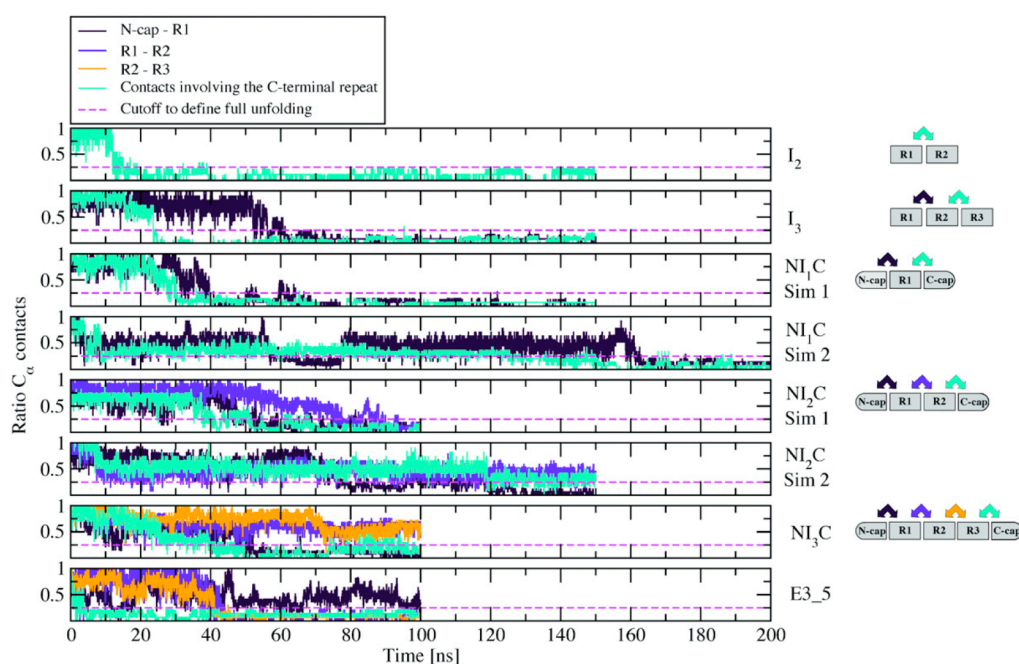 N-cap - R1
R1 - R2
R2 - R3
Contacts involving the C-terminal repeat
Cutoff to define full unfolding
Ratio Cα contacts
1
0.5
I2
R1 R2
1
0.5
I3
R1 R2 R3
1
0.5
NI1C
Sim 1
N-cap R1 C-cap
1
0.5
NI1C
Sim 2
1
0.5
NI2C
Sim 1
N-cap R1 R2 C-cap
1
0.5
NI2C
Sim 2
1
0.5
NI3C
N-cap R1 R2 R3 C-cap
1
0.5
E3_5
0 20 40 60 80 100 120 140 160 180 200
Time [ns]